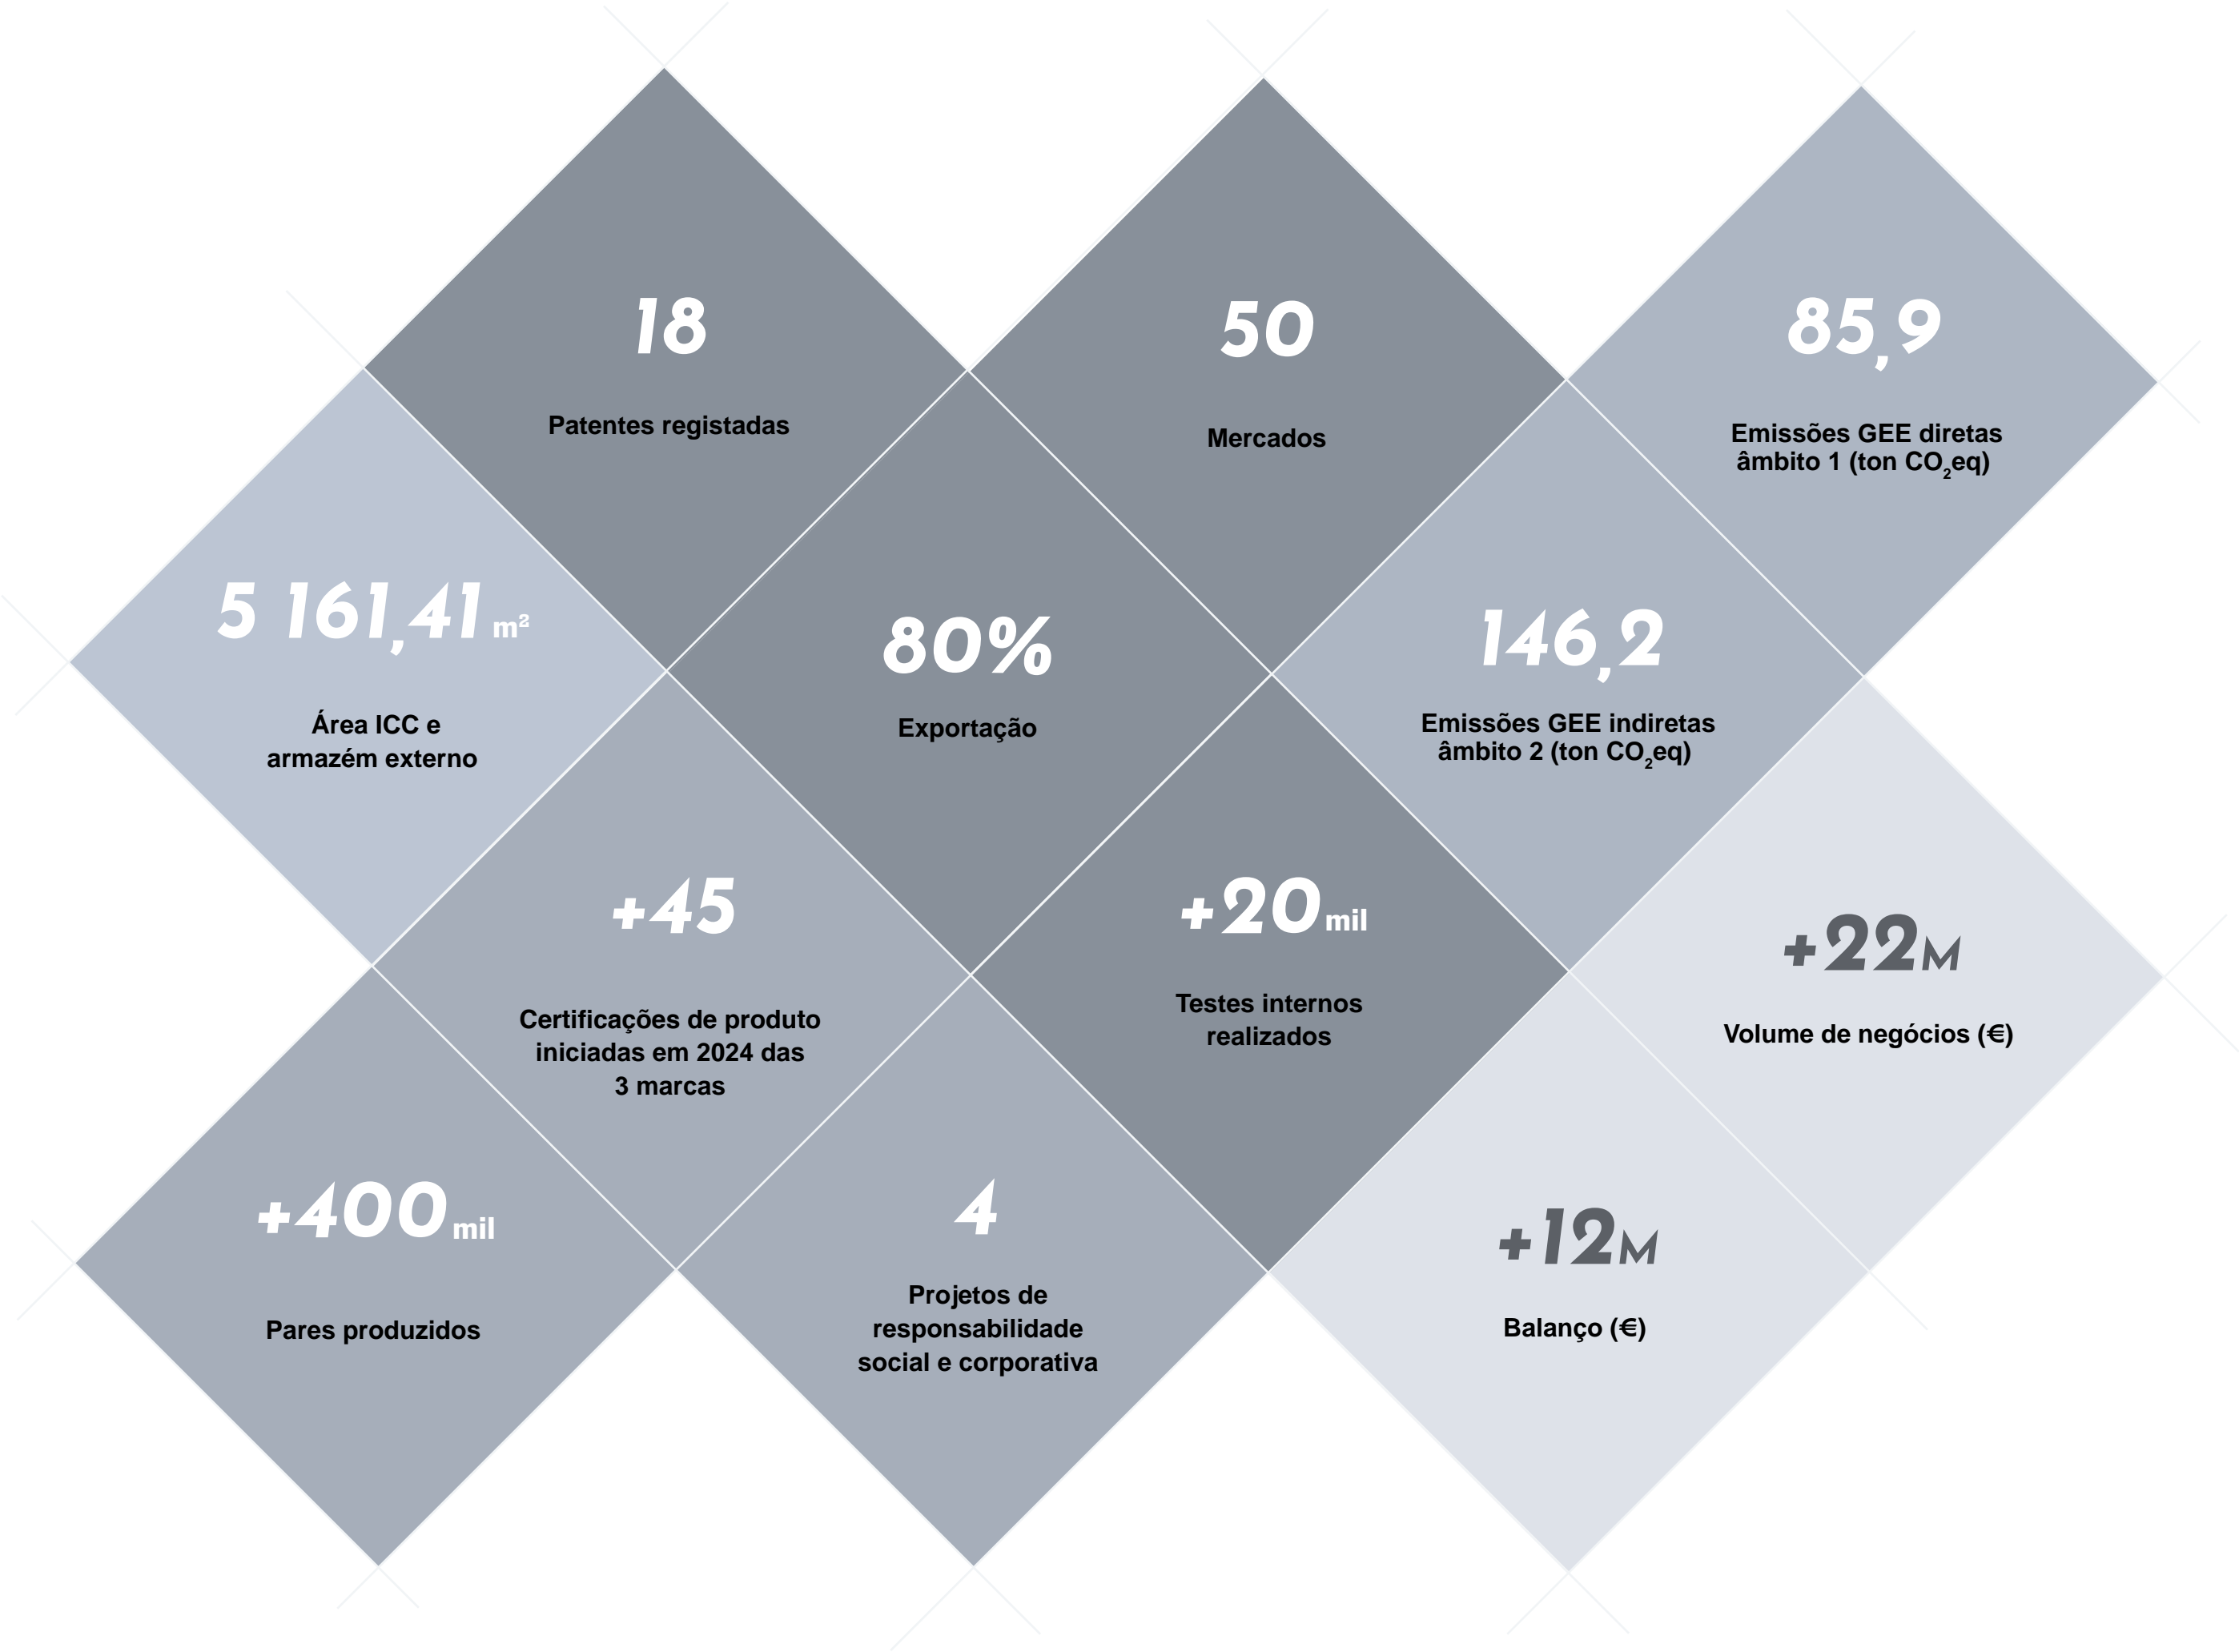 18
Patentes registadas
50
Mercados
85,9
Emissões GEE diretas
âmbito 1 (ton CO₂eq)
5 161,41 m²
Área ICC e
armazém externo
80%
Exportação
146,2
Emissões GEE indiretas
âmbito 2 (ton CO₂eq)
+45
Certificações de produto
iniciadas em 2024 das
3 marcas
+20 mil
Testes internos
realizados
+22M
Volume de negócios (€)
+400 mil
Pares produzidos
4
Projetos de
responsabilidade
social e corporativa
+12M
Balanço (€)